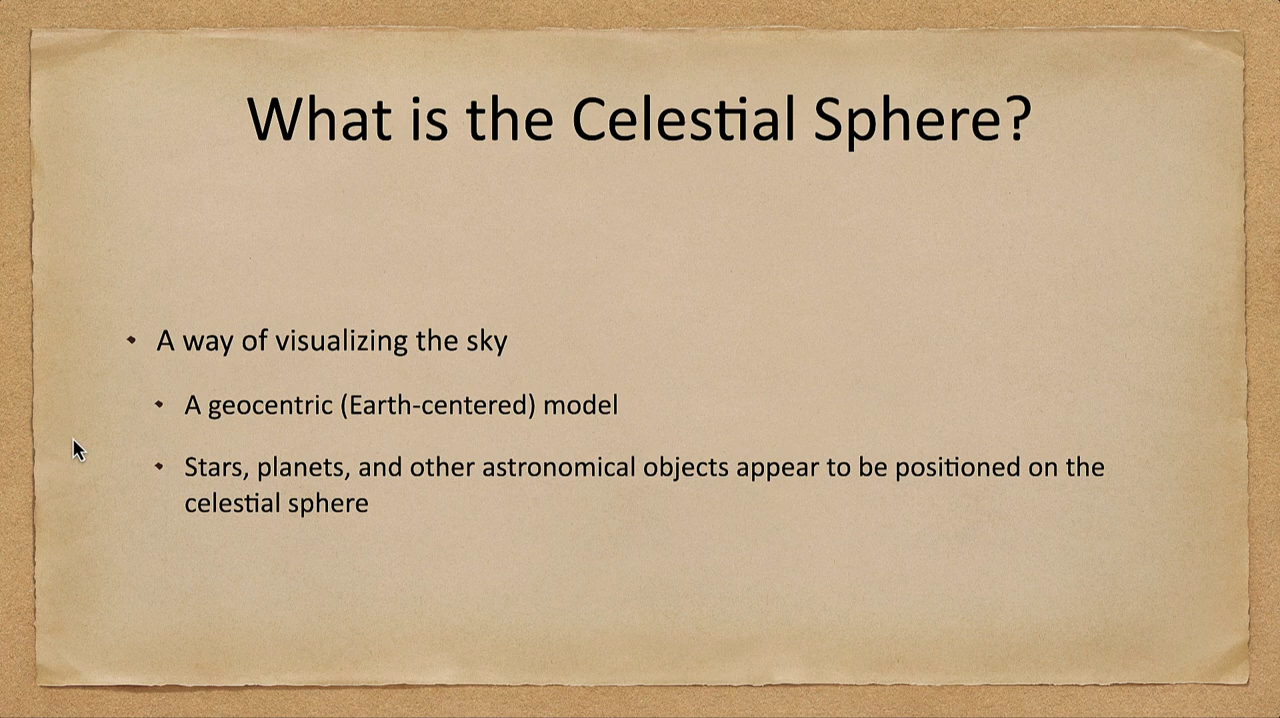 What is the Celestial Sphere?
• A way of visualizing the sky
• A geocentric (Earth-centered) model
• Stars, planets, and other astronomical objects appear to be positioned on the
celestial sphere